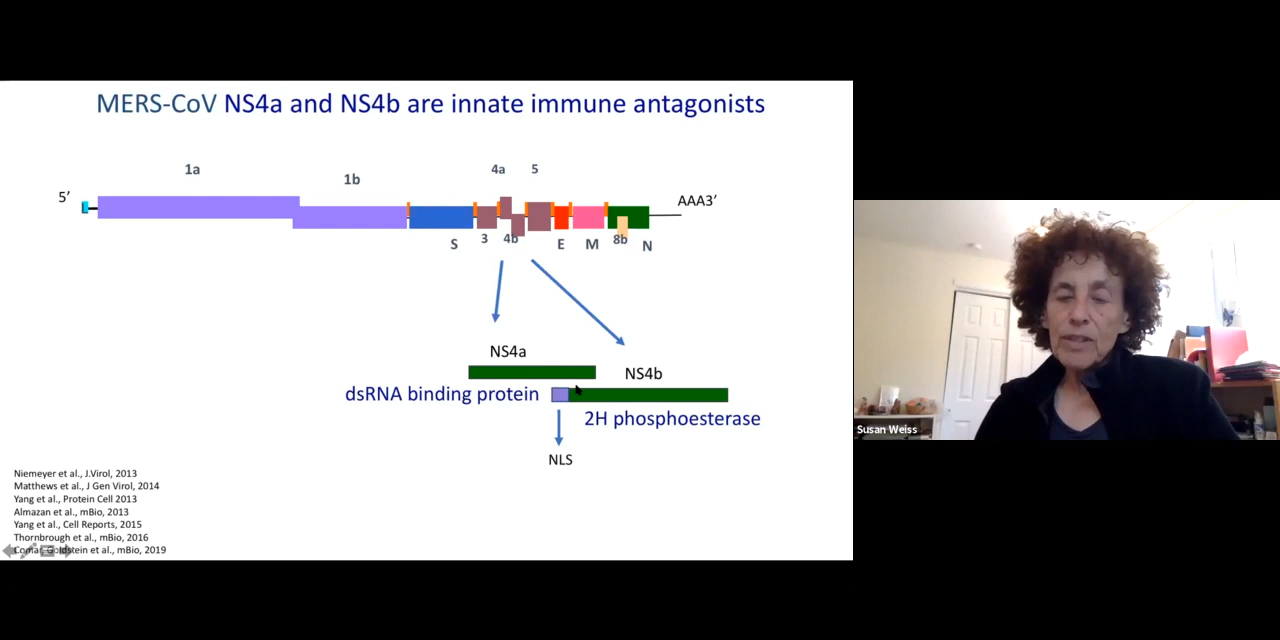 MERS-CoV NS4a and NS4b are innate immune antagonists
1a
1b
4a
5
5’
AAA3’
S
3
4b
E
M
8b
N
NS4a
NS4b
dsRNA binding protein
2H phosphoesterase
NLS
Niemeyer et al., J.Virol, 2013
Matthews et al., J Gen Virol, 2014
Yang et al., Protein Cell 2013
Almazan et al., mBio, 2013
Yang et al., Cell Reports, 2015
Thornbrough et al., mBio, 2016
Comar, Goldstein et al., mBio, 2019
Susan Weiss